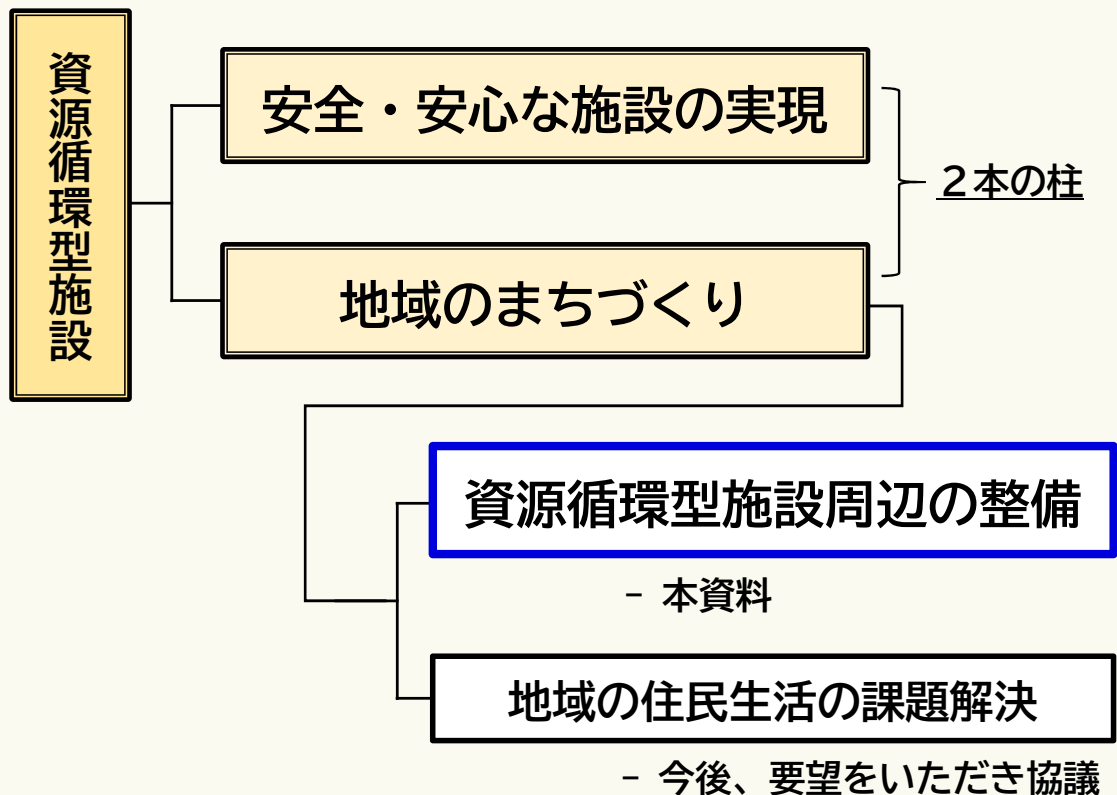 資源循環型施設
安全・安心な施設の実現
２本の柱
地域のまちづくり
資源循環型施設周辺の整備
− 本資料
地域の住民生活の課題解決
− 今後、要望をいただき協議